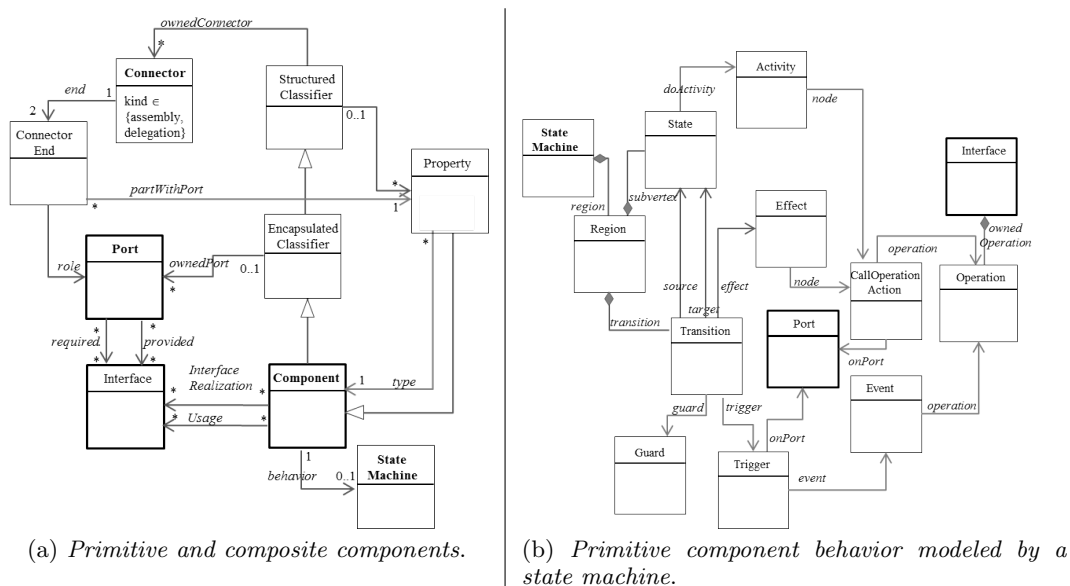 ownedConnector
*
Connector
kind ∈
{assembly,
delegation}
end
1
2
Structured
Classifier
0..1
Connector
End
Property
partWithPort
*
*
1
Encapsulated
Classifier
*
Port
role
ownedPort
0..1
*
*
*
required
provided
*
*
Interface
Interface
Realization
*
*
Usage
*
*
Component
1
type
1
behavior
0..1
State
Machine
(a) Primitive and composite components.
Activity
doActivity
node
State
State
Machine
Interface
region
subvertex
Region
Effect
owned
Operation
operation
CallOperation
Action
Operation
node
source
effect
target
transition
Transition
Port
onPort
Event
guard
trigger
operation
onPort
Guard
Trigger
event
(b) Primitive component behavior modeled by a
state machine.